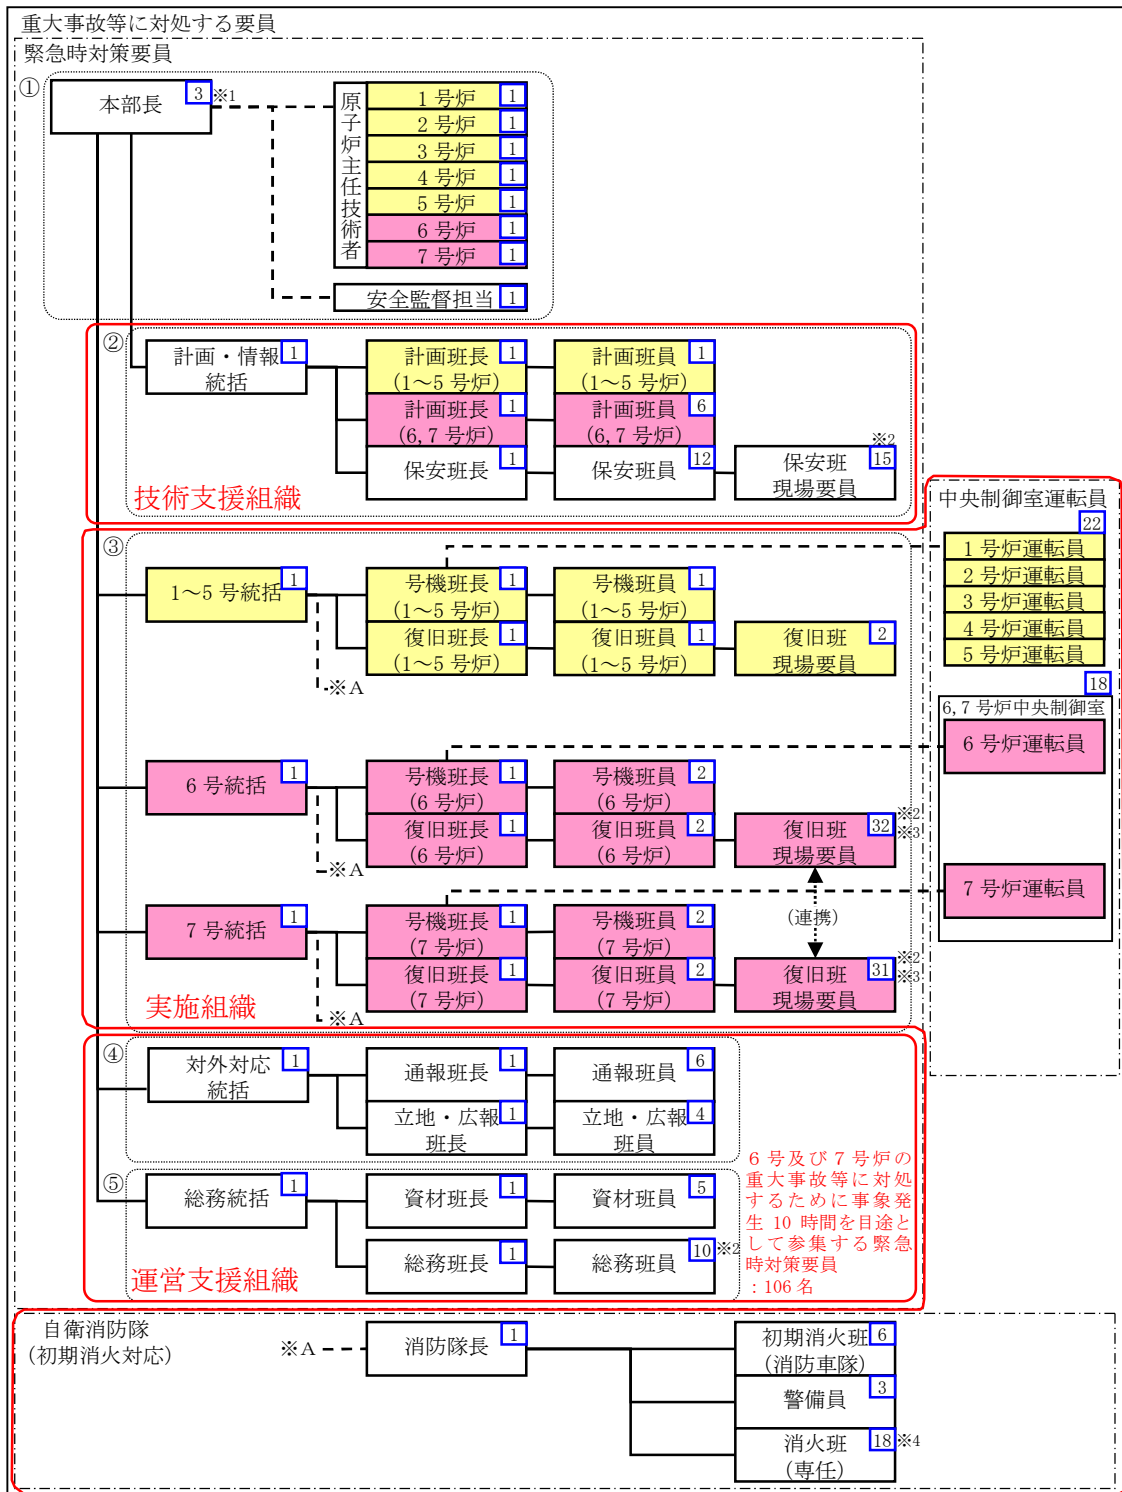 重大事故等に対処する要員
緊急時対策要員
①
本部長
3
※1
原子炉主任技術者
1号炉
1
2号炉
1
3号炉
1
4号炉
1
5号炉
1
6号炉
1
7号炉
1
安全監督担当
1
②
計画・情報
統括
1
計画班長
(1～5号炉)
1
計画班員
(1～5号炉)
1
計画班長
(6,7号炉)
1
計画班員
(6,7号炉)
6
保安班長
1
保安班員
12
保安班
現場要員
15
※2
技術支援組織
中央制御室運転員
22
1号炉運転員
2号炉運転員
3号炉運転員
4号炉運転員
5号炉運転員
18
6,7号炉中央制御室
6号炉運転員
7号炉運転員
③
1～5号統括
1
号機班長
(1～5号炉)
1
号機班員
(1～5号炉)
1
復旧班長
(1～5号炉)
1
復旧班員
(1～5号炉)
1
復旧班
現場要員
2
※A
6号統括
1
号機班長
(6号炉)
1
号機班員
(6号炉)
2
復旧班長
(6号炉)
1
復旧班員
(6号炉)
2
復旧班
現場要員
32
※2
※3
※A
(連携)
7号統括
1
号機班長
(7号炉)
1
号機班員
(7号炉)
2
復旧班長
(7号炉)
1
復旧班員
(7号炉)
2
復旧班
現場要員
31
※2
※3
※A
実施組織
④
対外対応
統括
1
通報班長
1
通報班員
6
立地・広報
班長
1
立地・広報
班員
4
⑤
総務統括
1
資材班長
1
資材班員
5
総務班長
1
総務班員
10
※2
運営支援組織
6号及び7号炉の
重大事故等に対処
するために事象発
生10時間を目途と
して参集する緊急
時対策要員
:106名
自衛消防隊
(初期消火対応)
※A
消防隊長
1
初期消火班
(消防車隊)
6
警備員
3
消火班
(専任)
18
※4